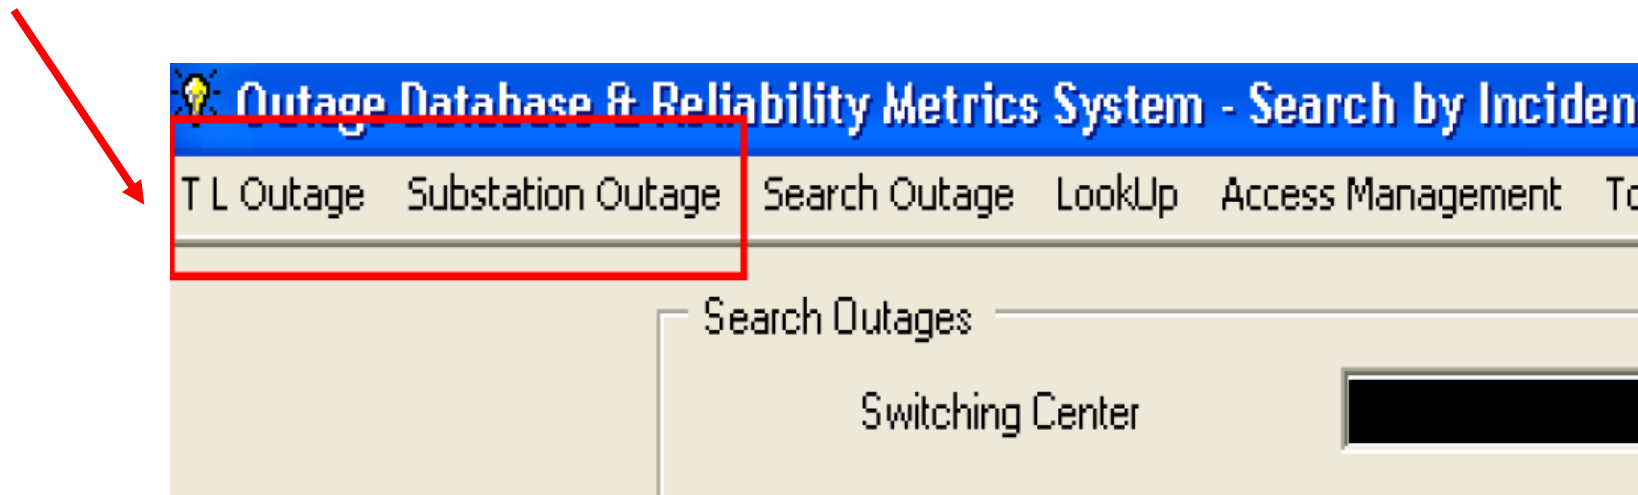 Outage Database & Reliability Metrics System - Search by Inciden
T L Outage Substation Outage Search Outage LookUp Access Management
Search Outages
Switching Center